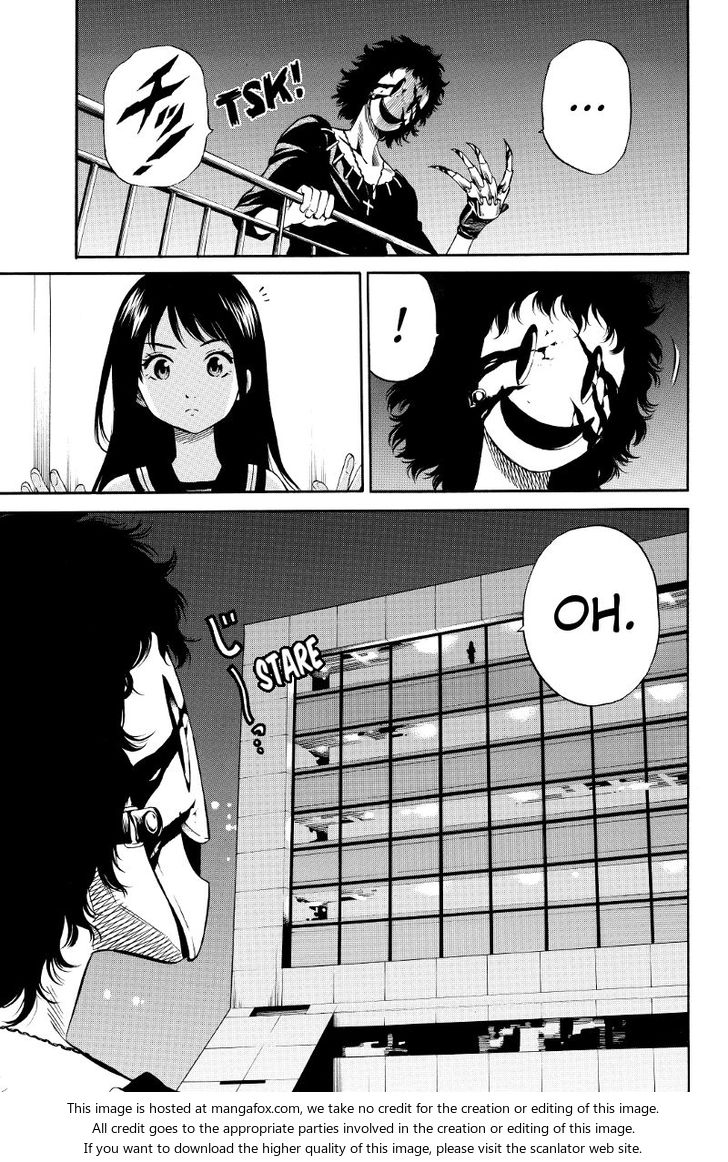 ...
TSK!
チッ!
!
OH.
じーっ…
STARE
This image is hosted at mangafox.com, we take no credit for the creation or editing of this image.
All credit goes to the appropriate parties involved in the creation or editing of this image.
If you want to download the higher quality of this image, please visit the scanlator web site.